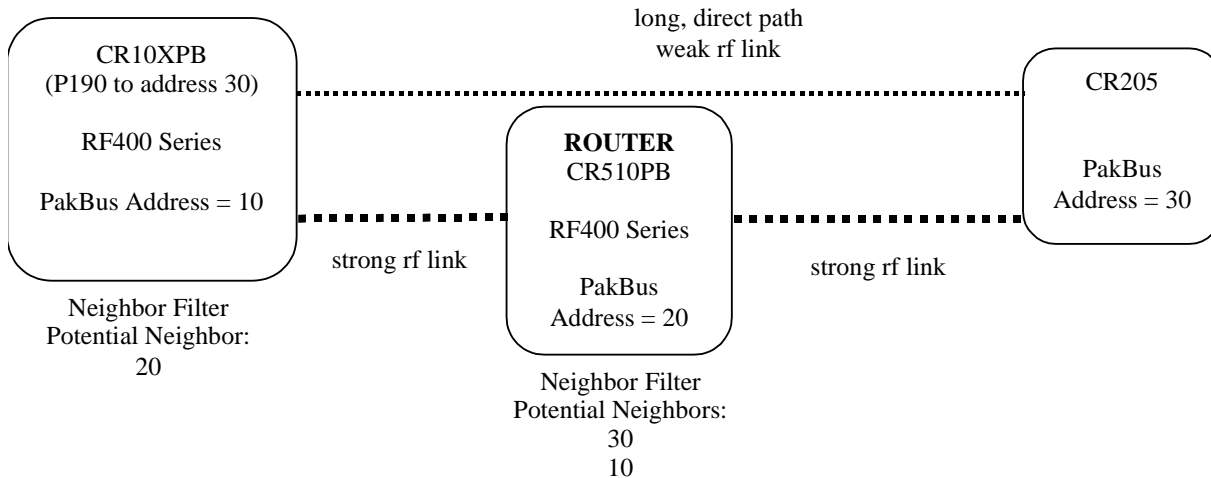 long, direct path
weak rf link
CR10XPB
(P190 to address 30)
RF400 Series
PakBus Address = 10
Neighbor Filter
Potential Neighbor:
20
strong rf link
ROUTER
CR510PB
RF400 Series
PakBus
Address = 20
Neighbor Filter
Potential Neighbors:
30
10
strong rf link
CR205
PakBus
Address = 30